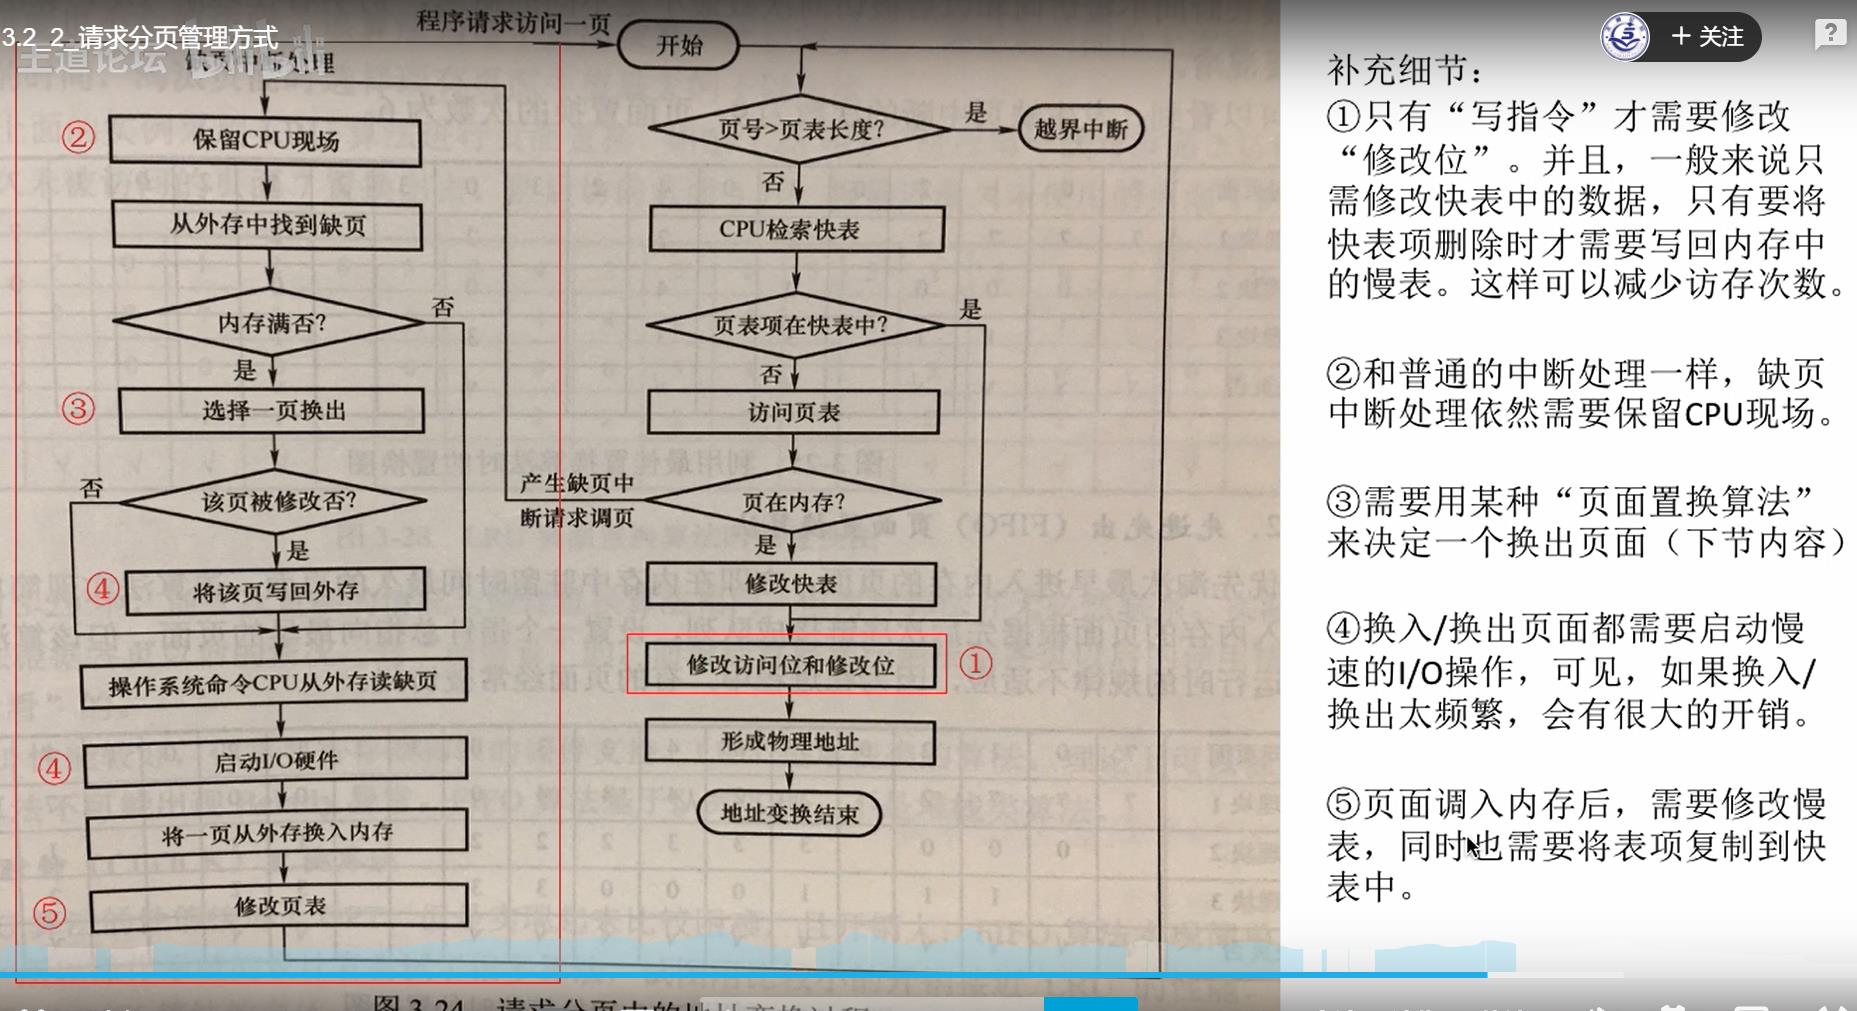 3.2_2_请求分页管理方式
王道论坛
bilibili
程序请求访问一页
开始
关注
缺页中断处理
②
保留CPU现场
从外存中找到缺页
内存满否?
否
是
③
选择一页换出
该页被修改否?
否
是
④
将该页写回外存
操作系统命令CPU从外存读缺页
④
启动I/O硬件
将一页从外存换入内存
⑤
修改页表
页号>页表长度?
是
越界中断
否
CPU检索快表
页表项在快表中?
是
否
访问页表
产生缺页中
断请求调页
页在内存?
是
修改快表
修改访问位和修改位
①
形成物理地址
地址变换结束
图 3-24 请求分页中的地址变换过程
补充细节：
①只有“写指令”才需要修改
“修改位”。并且，一般来说只
需修改快表中的数据，只有要将
快表项删除时才需要写回内存中
的慢表。这样可以减少访存次数。
②和普通的中断处理一样，缺页
中断处理依然需要保留CPU现场。
③需要用某种“页面置换算法”
来决定一个换出页面（下节内容）
④换入/换出页面都需要启动慢
速的I/O操作，可见，如果换入/
换出太频繁，会有很大的开销。
⑤页面调入内存后，需要修改慢
表，同时也需要将表项复制到快
表中。